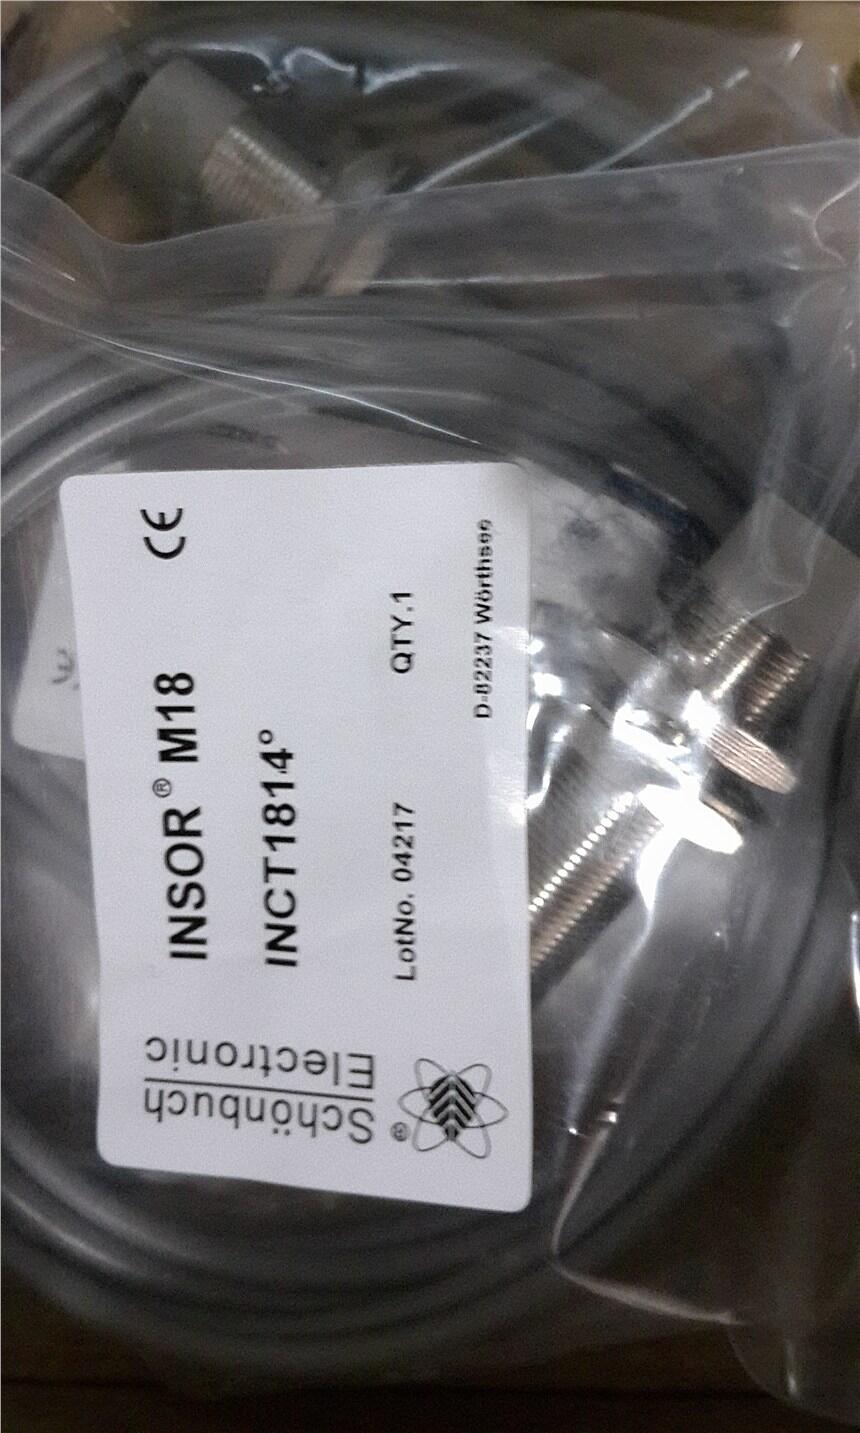 CE
INSOR® M18
INCT1814°
LotNo. 04217 QTY.1
D-82237 Wörthsee
Schönbuch
Electronic
®